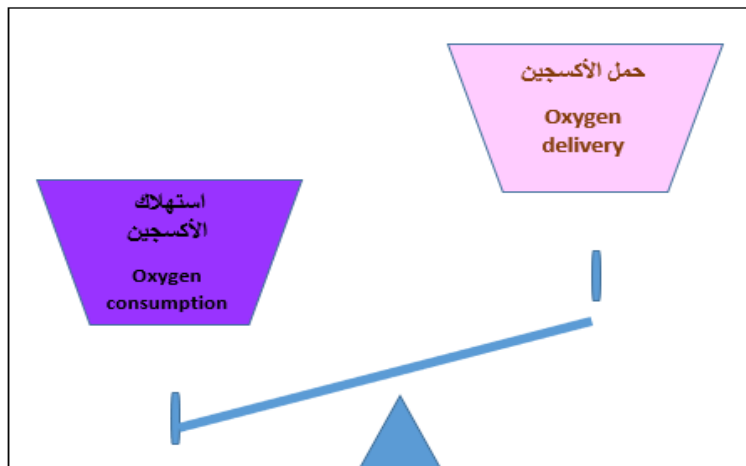 حمل الأكسجين
Oxygen
delivery
استهلاك
الأكسجين
Oxygen
consumption